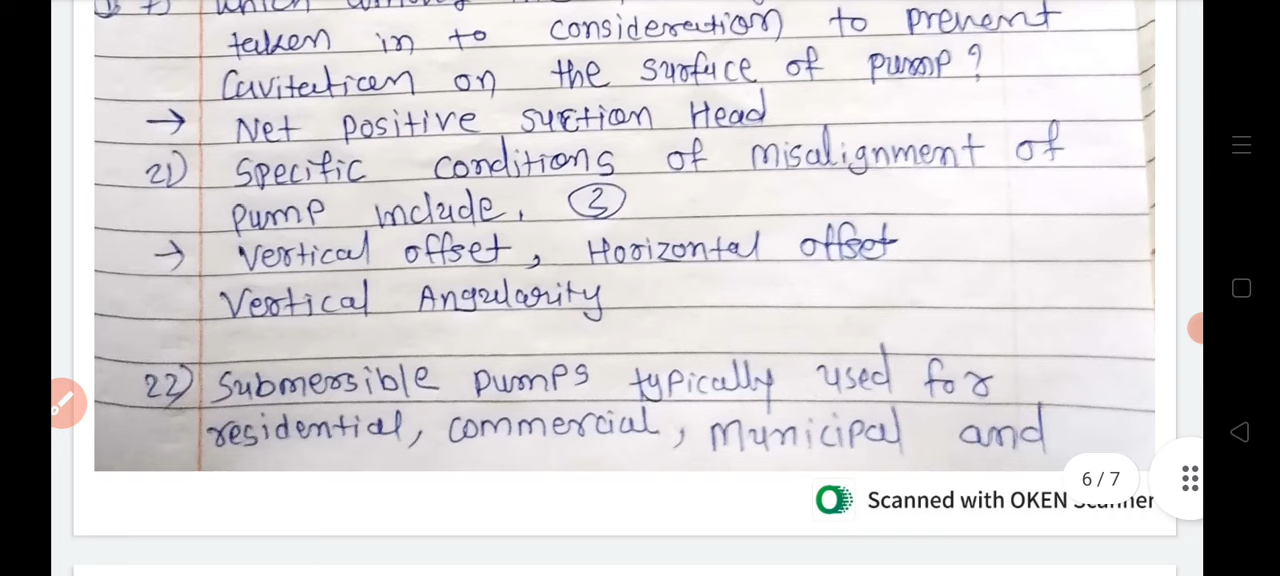 taken in to consideration to prevent
Cavitation on the surface of pump?
→ Net positive suction Head
21) Specific conditions of misalignment of
pump include. 3
→ Vertical offset, Horizontal offset
Vertical Angularity
22) Submersible pumps typically used for
residential, commercial, Municipal and
6 / 7
Scanned with OKEN Scanner